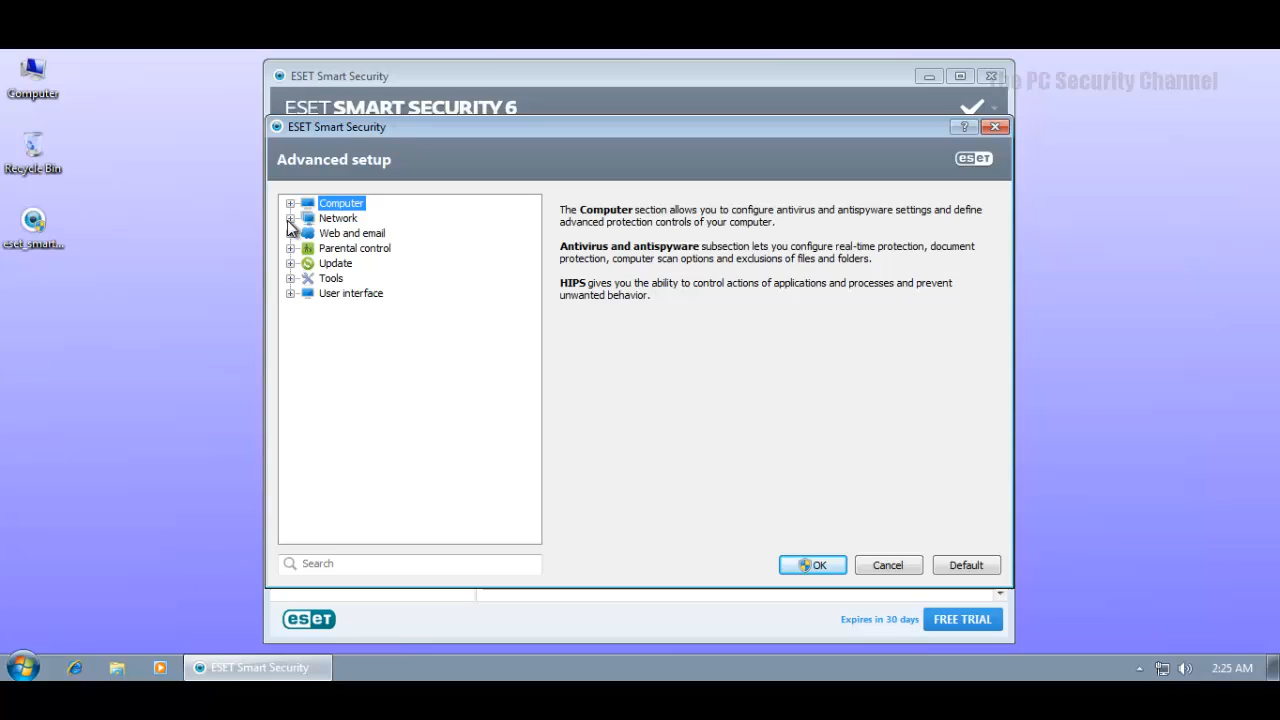 Computer
Recycle Bin
eset_smart...
ESET Smart Security
The PC Security Channel
ESET SMART SECURITY 6
ESET Smart Security
Advanced setup
eset
Computer
Network
Web and email
Parental control
Update
Tools
User interface
The Computer section allows you to configure antivirus and antispyware settings and define
advanced protection controls of your computer.
Antivirus and antispyware subsection lets you configure real-time protection, document
protection, computer scan options and exclusions of files and folders.
HIPS gives you the ability to control actions of applications and processes and prevent
unwanted behavior.
Search
OK
Cancel
Default
eset
Expires in 30 days
FREE TRIAL
ESET Smart Security
2:25 AM